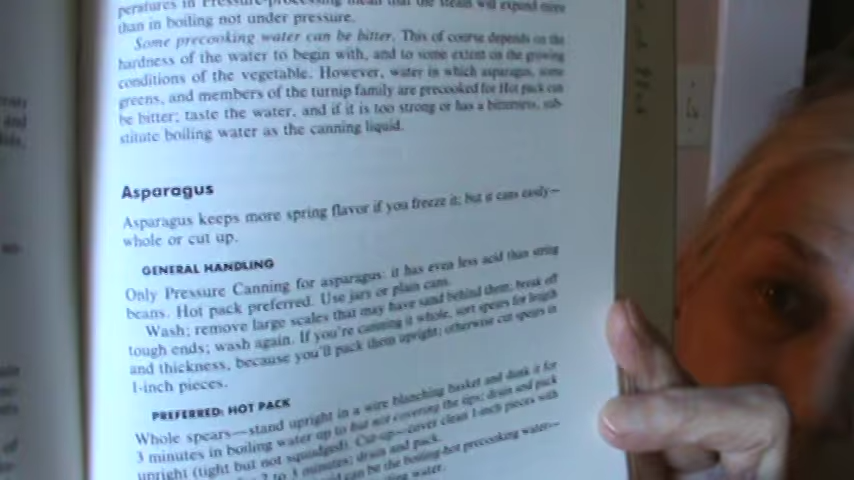 peratures in Pressure-processing mean that the steam will expand more
than in boiling not under pressure.
Some precooking water can be bitter. This of course depends on the
hardness of the water to begin with, and to some extent on the growing
conditions of the vegetable. However, water in which asparagus, some
greens, and members of the turnip family are precooked for Hot pack can
be bitter; taste the water, and if it is too strong or has a bitterness, sub-
stitute boiling water as the canning liquid.
Asparagus
Asparagus keeps more spring flavor if you freeze it; but it cans easily—
whole or cut up.
GENERAL HANDLING
Only Pressure Canning for asparagus: it has even less acid than string
beans. Hot pack preferred. Use jars or plain cans.
Wash; remove large scales that may have sand behind them; break off
tough ends; wash again. If you're canning it whole, sort spears for length
and thickness, because you'll pack them upright; otherwise cut spears in
1-inch pieces.
PREFERRED: HOT PACK
Whole spears—stand upright in a wire blanching basket and dunk it for
3 minutes in boiling water up to but not covering the tips; drain and pack
upright (tight but not squidged). Cut-up—cover clean 1-inch pieces with
2 to 3 minutes; drain and pack.
can be the boiling-hot precooking water—
water.